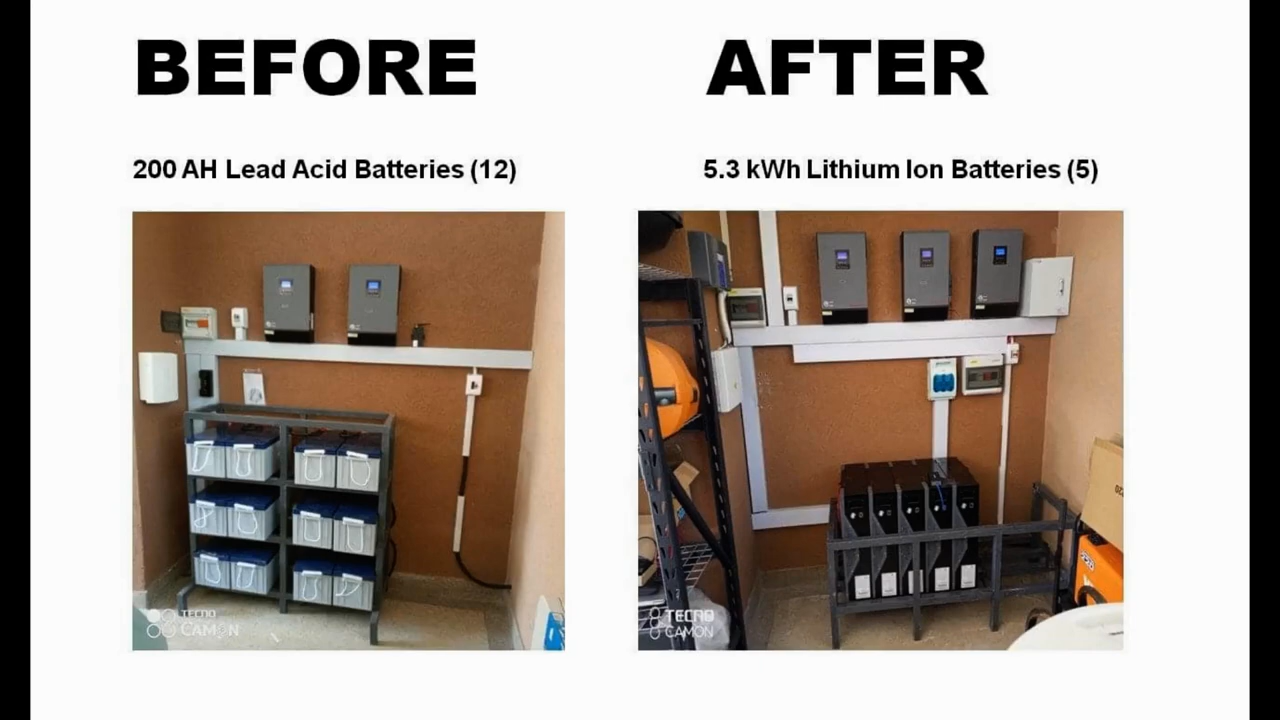 BEFORE
AFTER
200 AH Lead Acid Batteries (12)
5.3 kWh Lithium Ion Batteries (5)
TECNO
CAMON
TECNO
CAMON